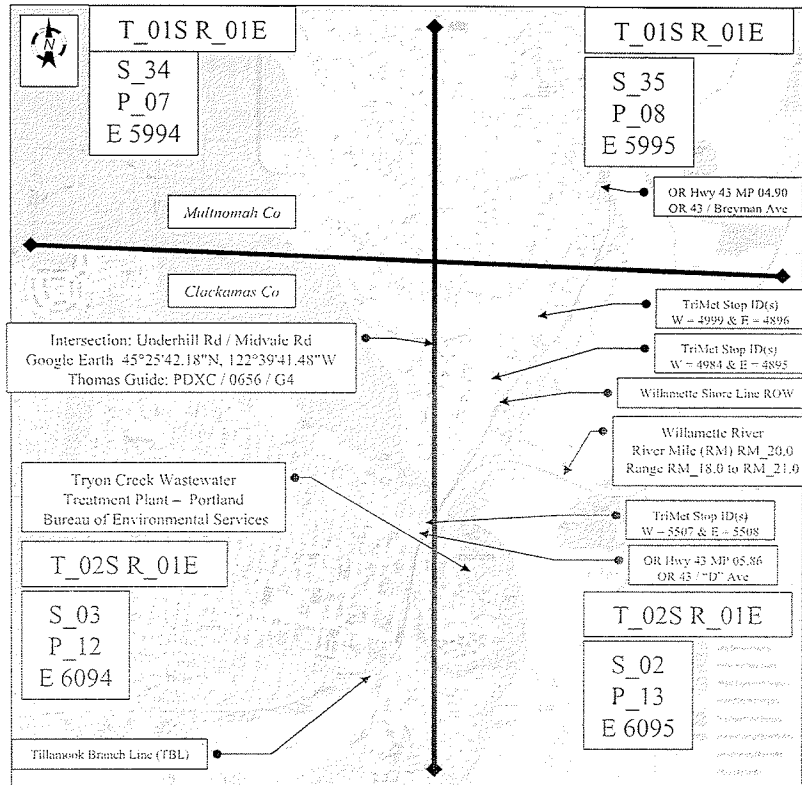 N
T_01S R_01E
S_34
P_07
E 5994
T_01S R_01E
S_35
P_08
E 5995
OR Hwy 43 MP 04.90
OR 43 / Breyman Ave
Multnomah Co
Clackamas Co
TriMet Stop ID(s)
W = 4999 & E = 4896
Intersection: Underhill Rd / Midvale Rd
Google Earth 45°25'42.18"N, 122°39'41.48"W
Thomas Guide: PDXC / 0656 / G4
TriMet Stop ID(s)
W = 4984 & E = 4895
Willamette Shore Line ROW
Willamette River
River Mile (RM) RM_20.0
Range RM_18.0 to RM_21.0
Tryon Creek Wastewater
Treatment Plant – Portland
Bureau of Environmental Services
TriMet Stop ID(s)
W = 5507 & E = 5508
OR Hwy 43 MP 05.86
OR 43 / "D" Ave
T_02S R_01E
S_03
P_12
E 6094
T_02S R_01E
S_02
P_13
E 6095
Tillamook Branch Line (TBL)